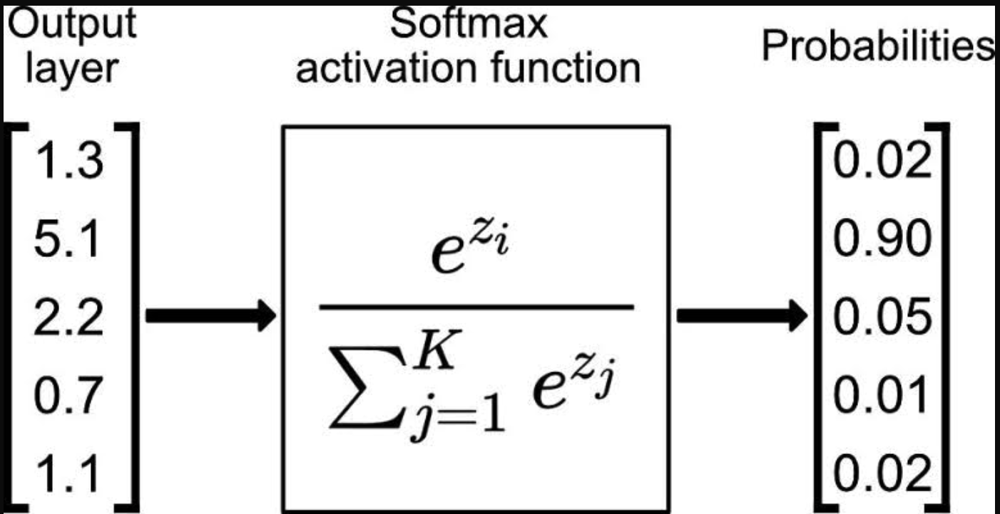 Output
layer
Softmax
activation function
Probabilities
1.3
5.1
2.2
0.7
1.1
e^{z_i}
∑_{j=1}^{K} e^{z_j}
0.02
0.90
0.05
0.01
0.02